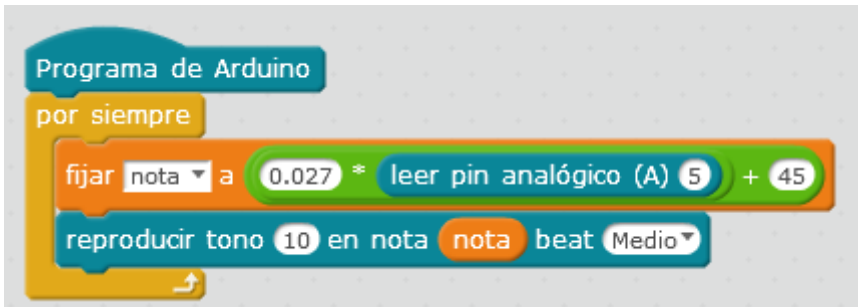 Programa de Arduino
por siempre
fijar nota a 0.027 * leer pin analógico (A) 5 + 45
reproducir tono 10 en nota nota beat Medio